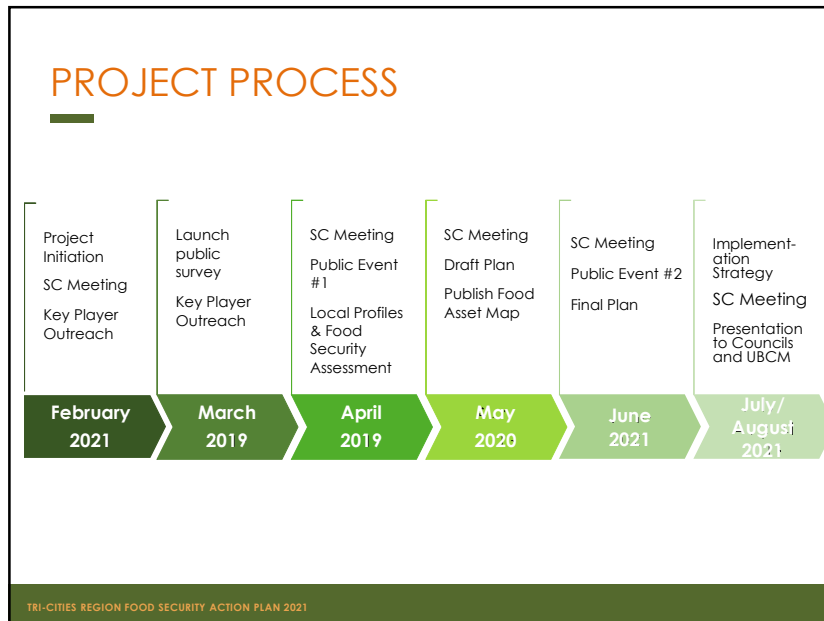 PROJECT PROCESS
Project
Initiation
SC Meeting
Key Player
Outreach
Launch
public
survey
Key Player
Outreach
SC Meeting
Public Event
#1
Local Profiles
& Food
Security
Assessment
SC Meeting
Draft Plan
Publish Food
Asset Map
SC Meeting
Public Event #2
Final Plan
Implement-
ation
Strategy
SC Meeting
Presentation
to Councils
and UBCM
February
2021
March
2019
April
2019
May
2020
June
2021
July/
August
2021
TRI-CITIES REGION FOOD SECURITY ACTION PLAN 2021